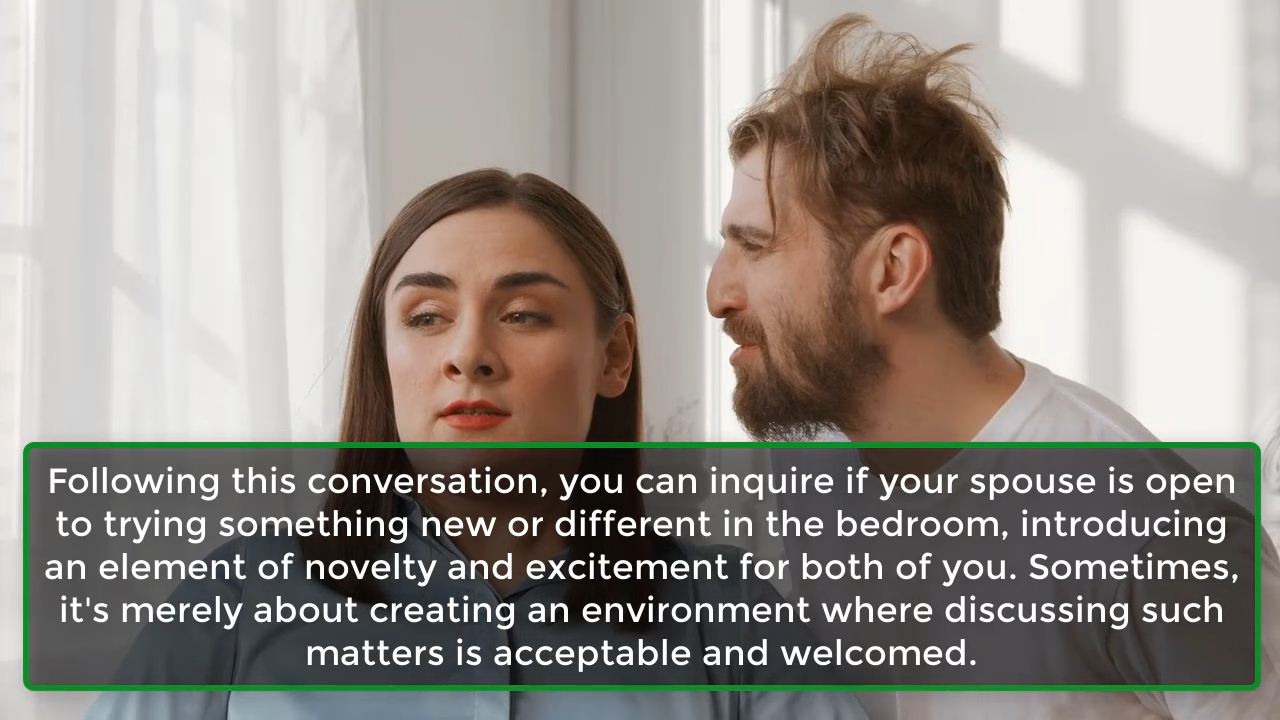 Following this conversation, you can inquire if your spouse is open
to trying something new or different in the bedroom, introducing
an element of novelty and excitement for both of you. Sometimes,
it's merely about creating an environment where discussing such
matters is acceptable and welcomed.